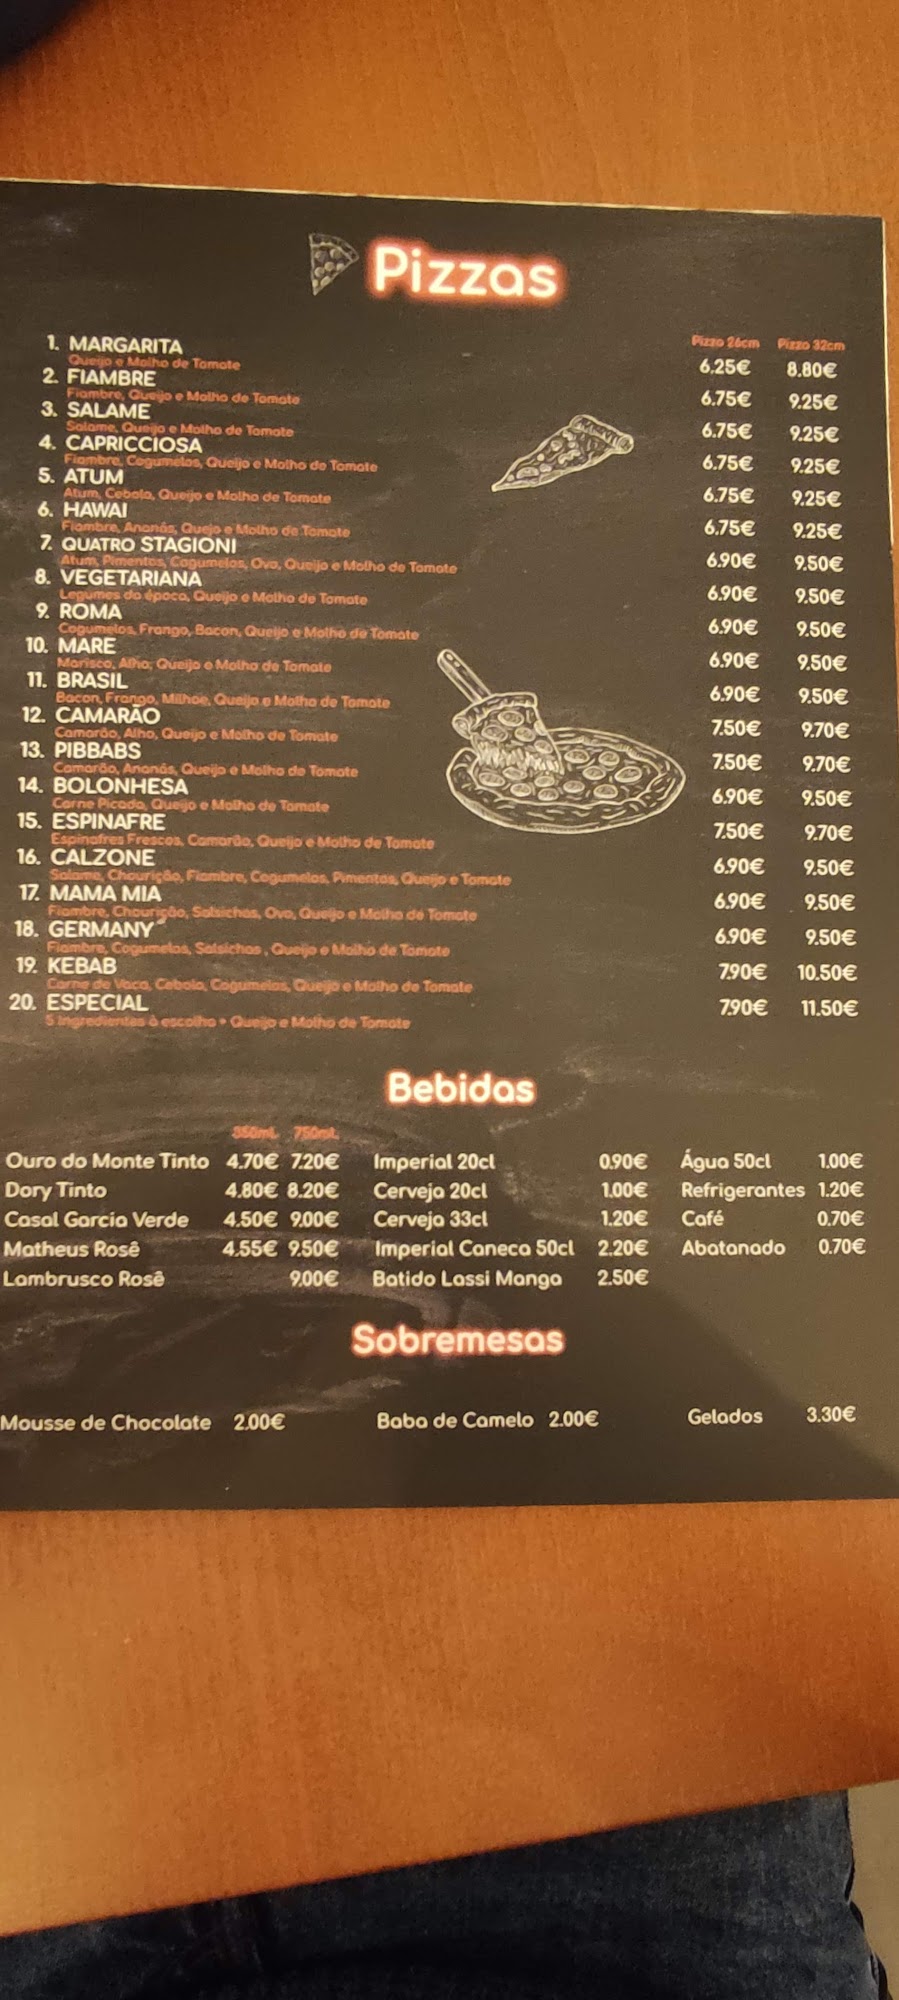 Pizzas
Pizza 26cm Pizza 32cm
1. MARGARITA 6.25€ 8.80€
Queijo e Molho de Tomate
2. FIAMBRE 6.75€ 9.25€
Fiambre, Queijo e Molho de Tomate
3. SALAME 6.75€ 9.25€
Salame, Queijo e Molho de Tomate
4. CAPRICCIOSA 6.75€ 9.25€
Fiambre, Cogumelos, Queijo e Molho de Tomate
5. ATUM 6.75€ 9.25€
Atum, Cebola, Queijo e Molho de Tomate
6. HAWAI 6.75€ 9.25€
Fiambre, Ananás, Queijo e Molho de Tomate
7. QUATRO STAGIONI 6.90€ 9.50€
Atum, Pimentos, Cogumelos, Ovo, Queijo e Molho de Tomate
8. VEGETARIANA 6.90€ 9.50€
Legumes da época, Queijo e Molho de Tomate
9. ROMA 6.90€ 9.50€
Cogumelos, Frango, Bacon, Queijo e Molho de Tomate
10. MARE 6.90€ 9.50€
Marisco, Alho, Queijo e Molho de Tomate
11. BRASIL 6.90€ 9.50€
Bacon, Frango, Milhoe, Queijo e Molho de Tomate
12. CAMARÃO 7.50€ 9.70€
Camarão, Alho, Queijo e Molho de Tomate
13. PIBBABS 7.50€ 9.70€
Camarão, Ananás, Queijo e Molho de Tomate
14. BOLONHESA 6.90€ 9.50€
Carne Picada, Queijo e Molho de Tomate
15. ESPINAFRE 7.50€ 9.70€
Espinafres Frescos, Camarão, Queijo e Molho de Tomate
16. CALZONE 6.90€ 9.50€
Salame, Chourição, Fiambre, Cogumelos, Pimentos, Queijo e Tomate
17. MAMA MIA 6.90€ 9.50€
Fiambre, Chourição, Salsichas, Ovo, Queijo e Molho de Tomate
18. GERMANY 6.90€ 9.50€
Fiambre, Cogumelos, Salsichas, Queijo e Molho de Tomate
19. KEBAB 7.90€ 10.50€
Carne de Vaca, Cebola, Cogumelos, Queijo e Molho de Tomate
20. ESPECIAL 7.90€ 11.50€
5 Ingredientes à escolha + Queijo e Molho de Tomate
Bebidas
350mL 750mL
Ouro do Monte Tinto 4.70€ 7.20€ Imperial 20cl 0.90€ Água 50cl 1.00€
Dory Tinto 4.80€ 8.20€ Cerveja 20cl 1.00€ Refrigerantes 1.20€
Casal Garcia Verde 4.50€ 9.00€ Cerveja 33cl 1.20€ Café 0.70€
Matheus Rosê 4.55€ 9.50€ Imperial Caneca 50cl 2.20€ Abatanado 0.70€
Lambrusco Rosê 9.00€ Batido Lassi Manga 2.50€
Sobremesas
Mousse de Chocolate 2.00€ Baba de Camelo 2.00€ Gelados 3.30€